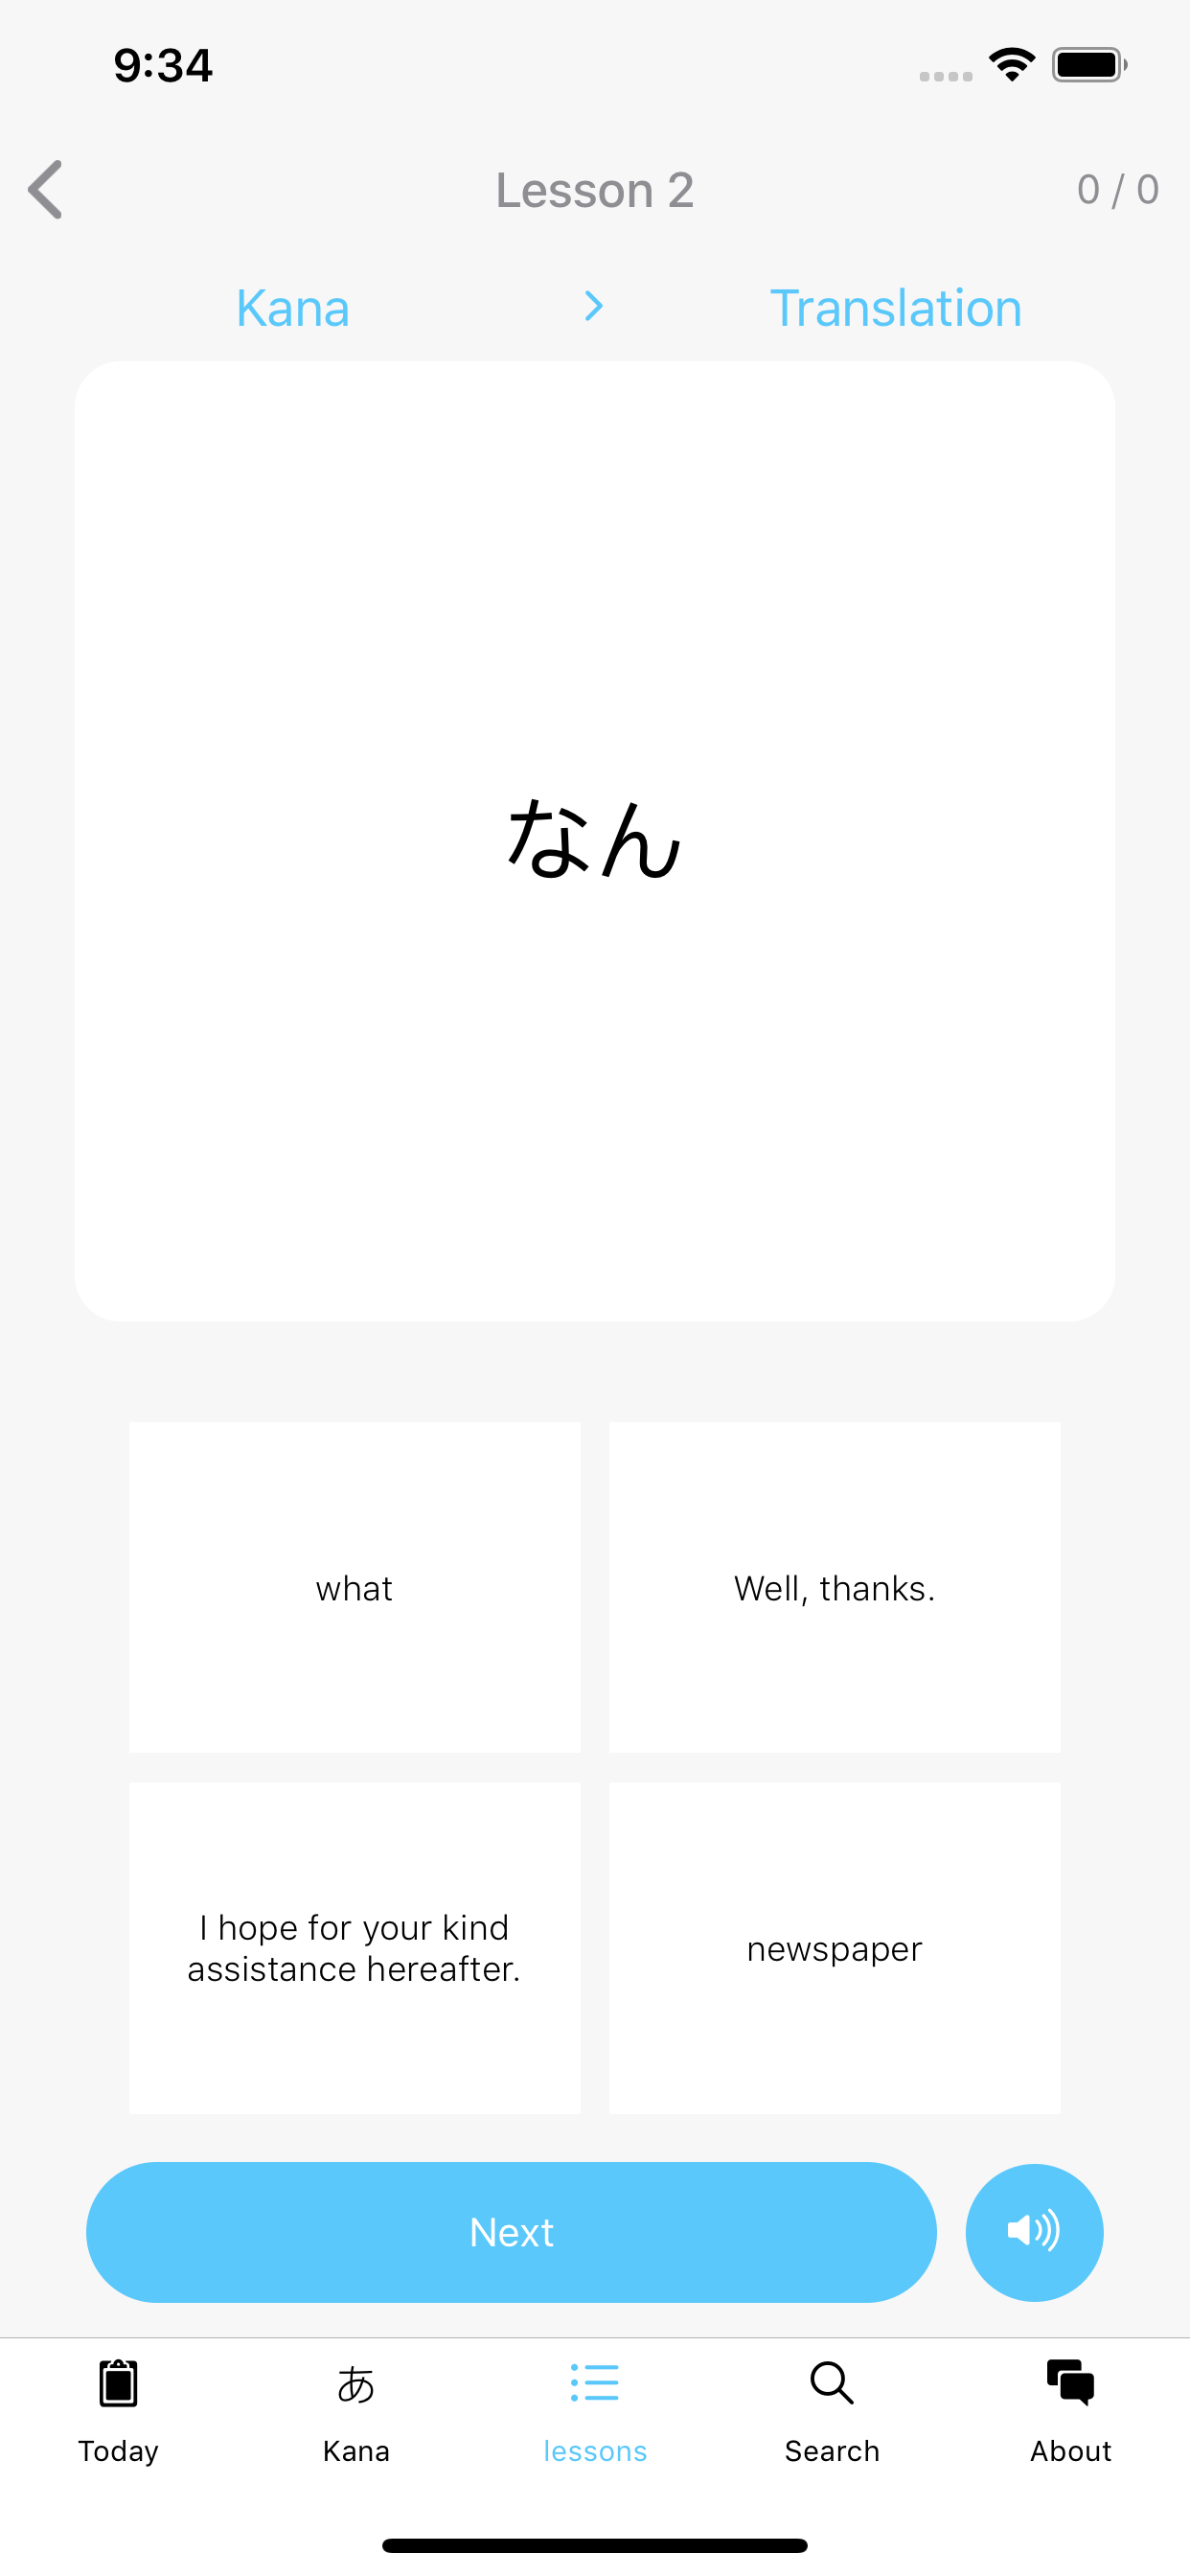 9:34
Lesson 2
0 / 0
Kana > Translation
なん
what
Well, thanks.
I hope for your kind
assistance hereafter.
newspaper
Next
あ
Today
Kana
lessons
Search
About